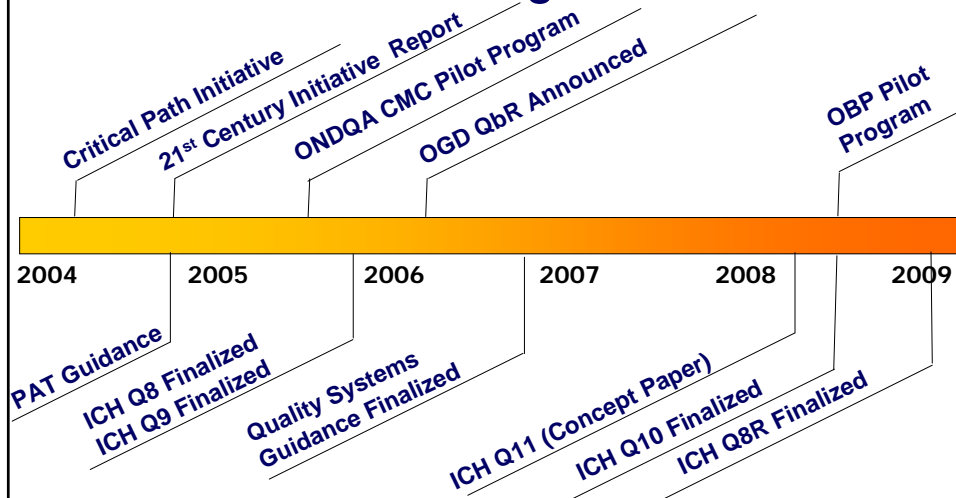 Critical Path Initiative
21st Century Initiative Report
ONDQA CMC Pilot Program
OGD QbR Announced
OBP Pilot
Program
2004 2005 2006 2007 2008 2009
PAT Guidance
ICH Q8 Finalized
ICH Q9 Finalized
Quality Systems
Guidance Finalized
ICH Q11 (Concept Paper)
ICH Q10 Finalized
ICH Q8R Finalized